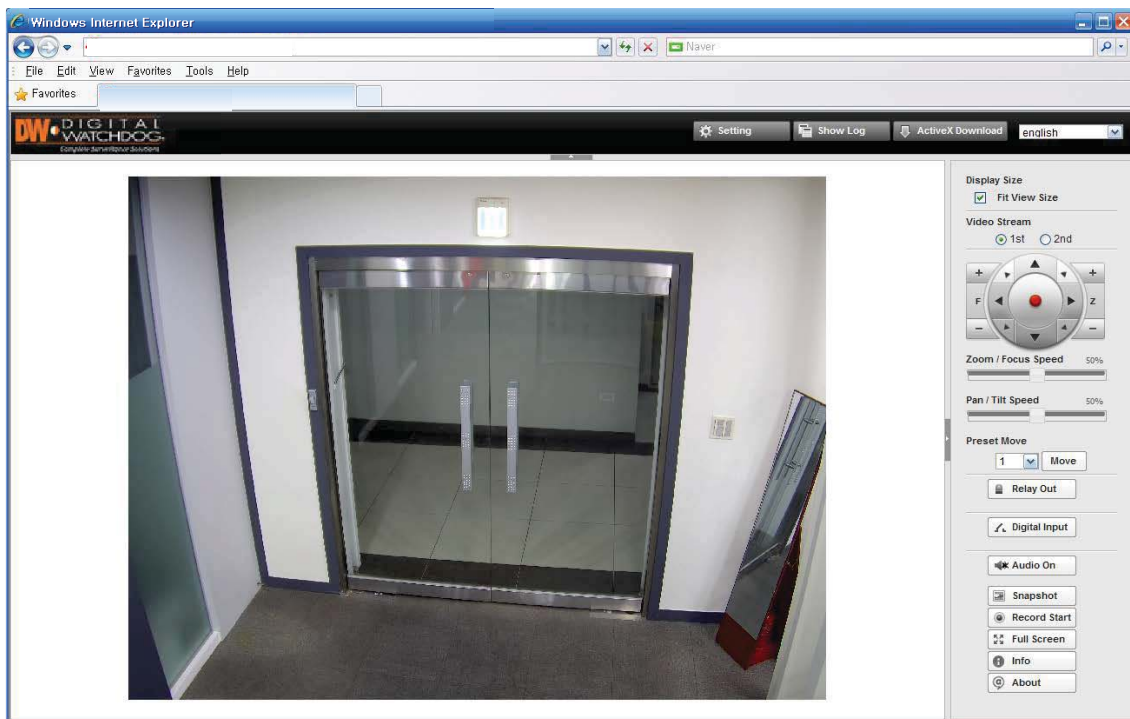 Windows Internet Explorer
Naver
File Edit View Favorites Tools Help
Favorites
DW DIGITAL
WATCHDOG
Complete Surveillance Solutions
Setting Show Log ActiveX Download english
Display Size
Fit View Size
Video Stream
1st 2nd
+ +
F Z
- -
Zoom / Focus Speed 50%
Pan / Tilt Speed 50%
Preset Move
1 Move
Relay Out
Digital Input
Audio On
Snapshot
Record Start
Full Screen
Info
About